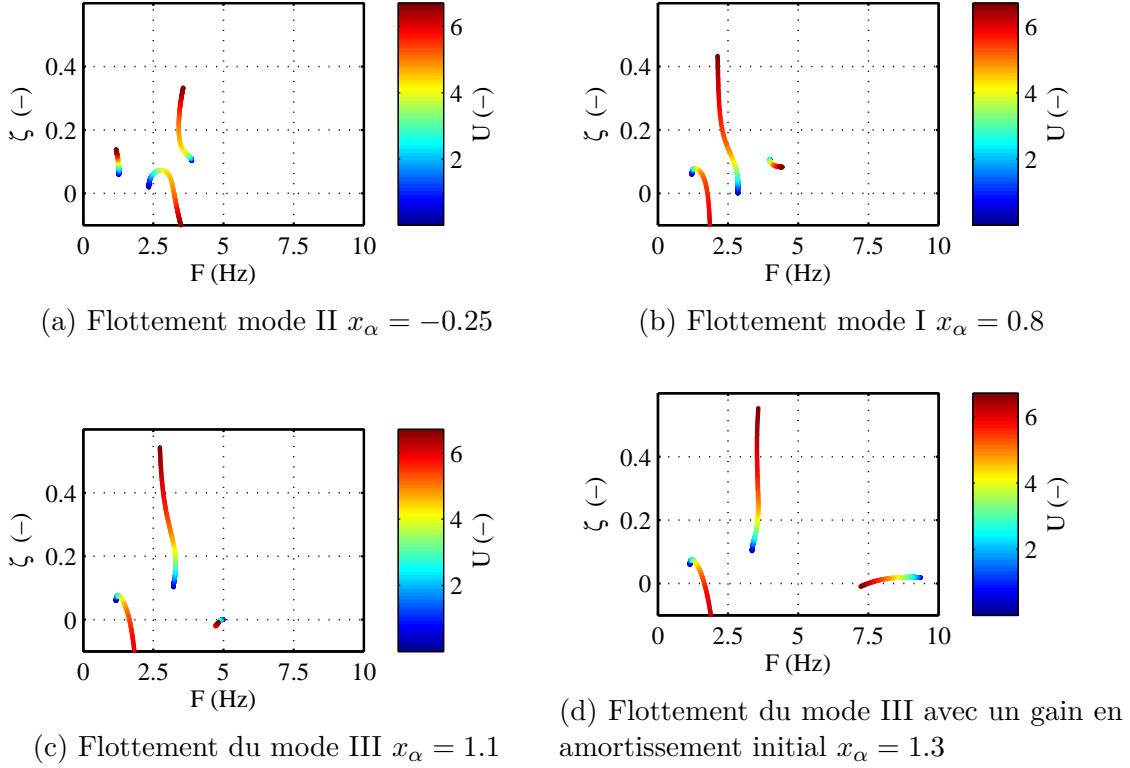 ζ (−)
0.4
0.2
0
0
2.5
5
7.5
10
F (Hz)
6
4
2
U (−)
(a) Flottement mode II x_α = −0.25
ζ (−)
0.4
0.2
0
0
2.5
5
7.5
10
F (Hz)
6
4
2
U (−)
(b) Flottement mode I x_α = 0.8
ζ (−)
0.4
0.2
0
0
2.5
5
7.5
10
F (Hz)
6
4
2
U (−)
(c) Flottement du mode III x_α = 1.1
ζ (−)
0.4
0.2
0
0
2.5
5
7.5
10
F (Hz)
6
4
2
U (−)
(d) Flottement du mode III avec un gain en
amortissement initial x_α = 1.3